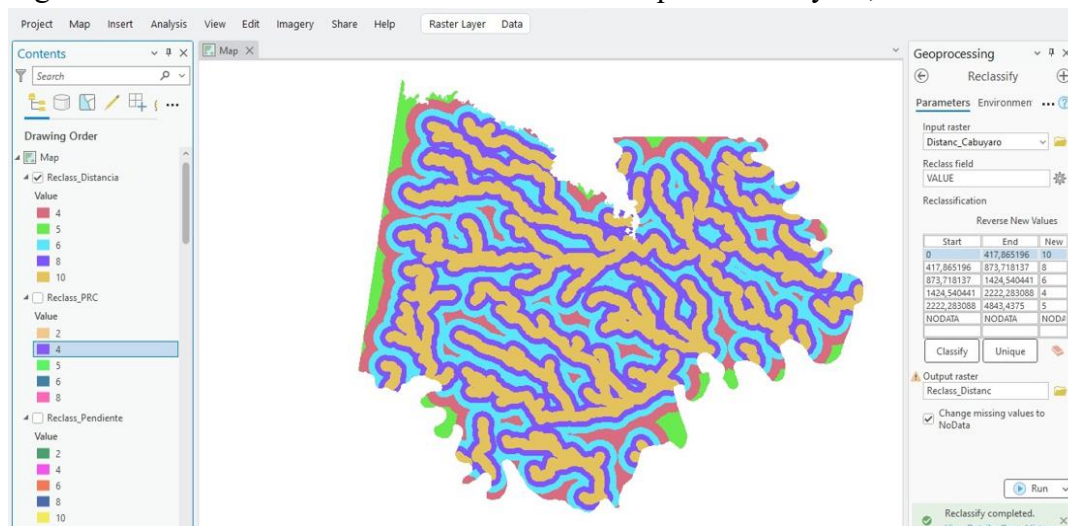 Project Map Insert Analysis View Edit Imagery Share Help Raster Layer Data
Contents
Search
Drawing Order
Map
Reclass_Distancia
Value
4
5
6
8
10
Reclass_PRC
Value
2
4
5
6
8
Reclass_Pendiente
Value
2
4
6
8
10
Map
Geoprocessing
Reclassify
Parameters Environmen
Input raster
Distanc_Cabuyaro
Reclass field
VALUE
Reclassification
Reverse New Values
Start End New
0 417,865196 10
417,865196 873,718137 8
873,718137 1424,540441 6
1424,540441 2222,283088 4
2222,283088 4843,4375 5
NODATA NODATA NODA
Classify Unique
Output raster
Reclass_Distanc
Change missing values to
NoData
Run
Reclassify completed.